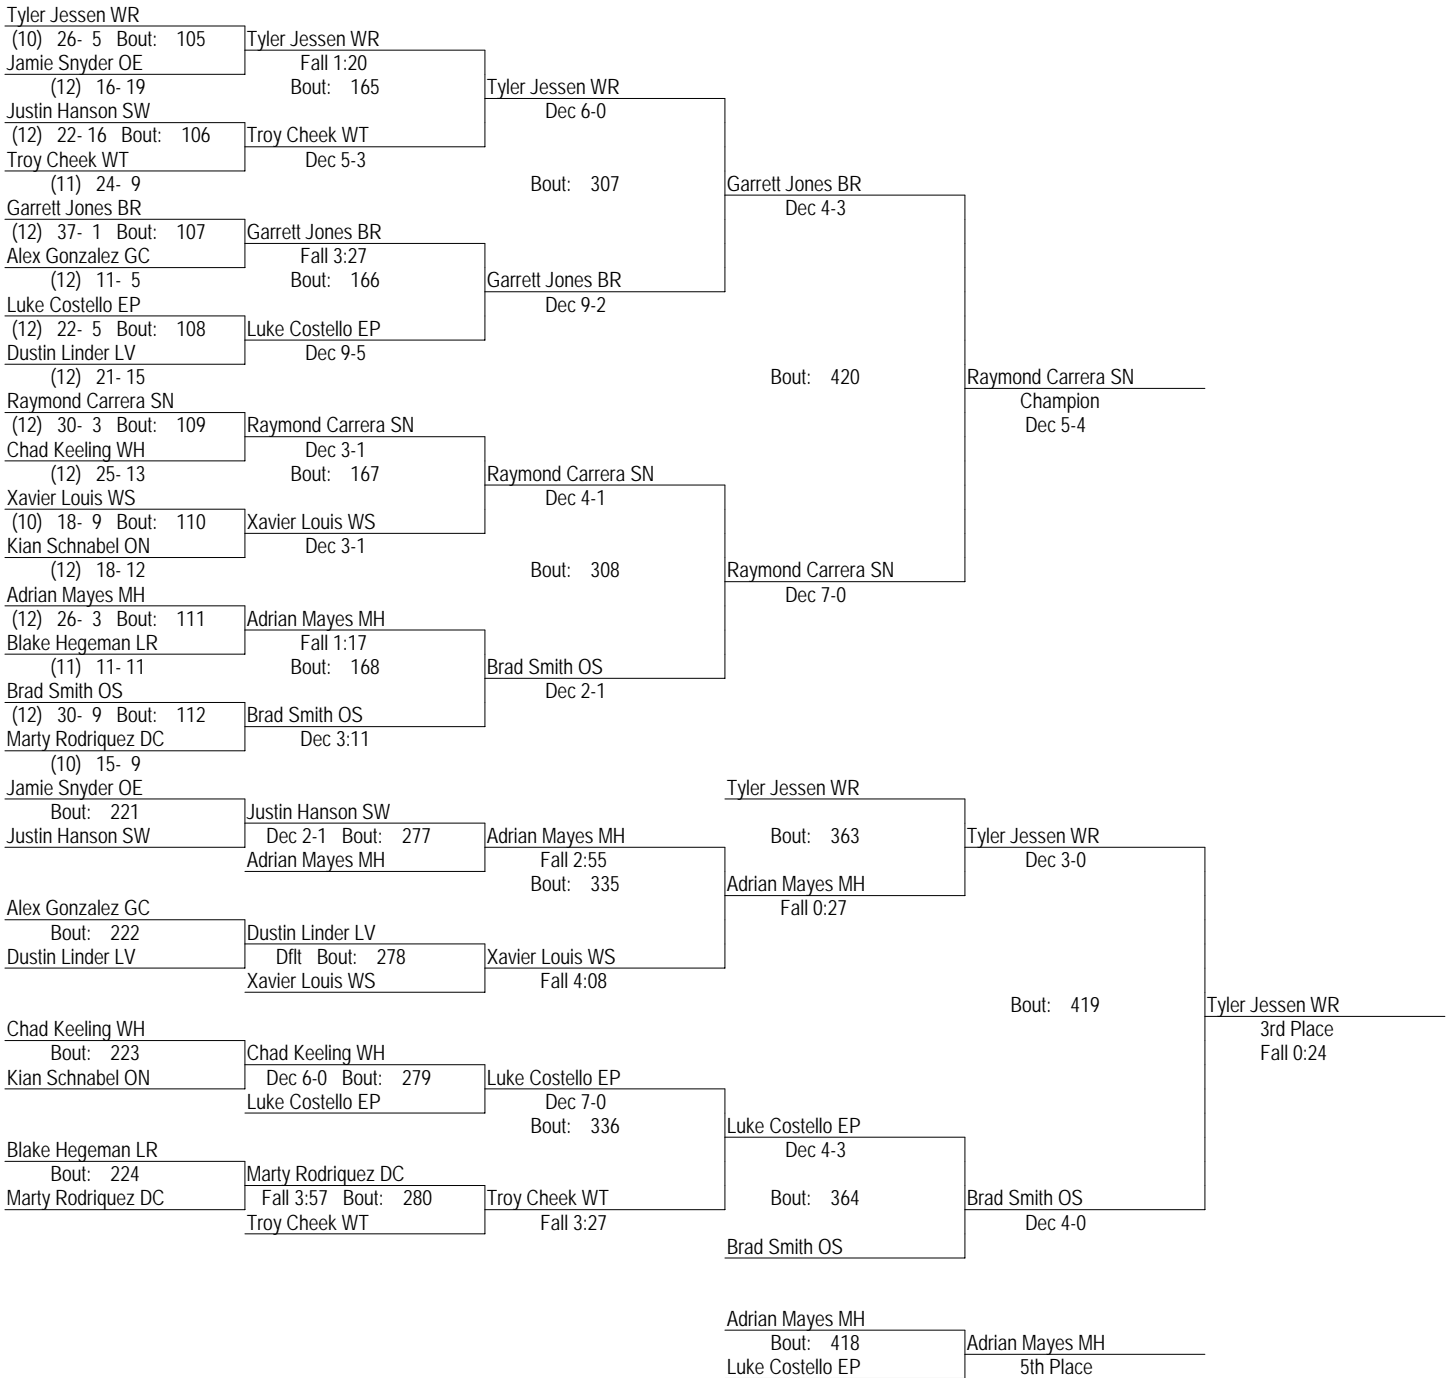 Tyler Jessen WR
(10) 26- 5 Bout: 105 Tyler Jessen WR
Jamie Snyder OE Fall 1:20
(12) 16- 19 Bout: 165 Tyler Jessen WR
Justin Hanson SW Dec 6-0
(12) 22- 16 Bout: 106 Troy Cheek WT
Troy Cheek WT Dec 5-3
(11) 24- 9 Bout: 307 Garrett Jones BR
Garrett Jones BR Dec 4-3
(12) 37- 1 Bout: 107 Garrett Jones BR
Alex Gonzalez GC Fall 3:27
(12) 11- 5 Bout: 166 Garrett Jones BR
Luke Costello EP Dec 9-2
(12) 22- 5 Bout: 108 Luke Costello EP
Dustin Linder LV Dec 9-5
(12) 21- 15 Bout: 420 Raymond Carrera SN
Raymond Carrera SN Champion
(12) 30- 3 Bout: 109 Raymond Carrera SN Dec 5-4
Chad Keeling WH Dec 3-1
(12) 25- 13 Bout: 167 Raymond Carrera SN
Xavier Louis WS Dec 4-1
(10) 18- 9 Bout: 110 Xavier Louis WS
Kian Schnabel ON Dec 3-1
(12) 18- 12 Bout: 308 Raymond Carrera SN
Adrian Mayes MH Dec 7-0
(12) 26- 3 Bout: 111 Adrian Mayes MH
Blake Hegeman LR Fall 1:17
(11) 11- 11 Bout: 168 Brad Smith OS
Brad Smith OS Dec 2-1
(12) 30- 9 Bout: 112 Brad Smith OS
Marty Rodriquez DC Dec 3:11
(10) 15- 9
Jamie Snyder OE Tyler Jessen WR
Bout: 221 Justin Hanson SW
Justin Hanson SW Dec 2-1 Bout: 277 Adrian Mayes MH Bout: 363 Tyler Jessen WR
Adrian Mayes MH Fall 2:55 Dec 3-0
Bout: 335 Adrian Mayes MH
Alex Gonzalez GC Fall 0:27
Bout: 222 Dustin Linder LV
Dustin Linder LV Dflt Bout: 278 Xavier Louis WS
Xavier Louis WS Fall 4:08
Bout: 419 Tyler Jessen WR
Chad Keeling WH 3rd Place
Bout: 223 Chad Keeling WH Fall 0:24
Kian Schnabel ON Dec 6-0 Bout: 279 Luke Costello EP
Luke Costello EP Dec 7-0
Bout: 336 Luke Costello EP
Blake Hegeman LR Dec 4-3
Bout: 224 Marty Rodriquez DC
Marty Rodriquez DC Fall 3:57 Bout: 280 Troy Cheek WT Bout: 364 Brad Smith OS
Troy Cheek WT Fall 3:27 Dec 4-0
Brad Smith OS
Adrian Mayes MH
Bout: 418 Adrian Mayes MH
Luke Costello EP 5th Place